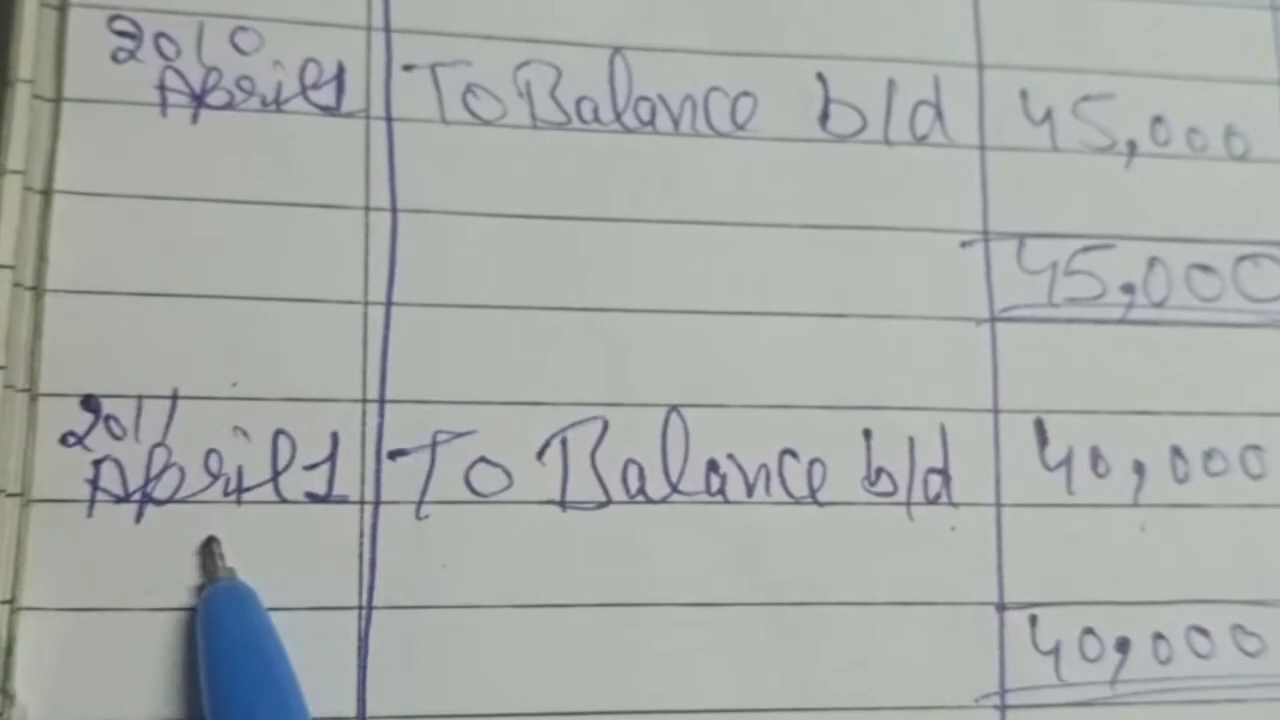 2010
April 1 To Balance b/d 45,000
45,000
2011
April 1 To Balance b/d 40,000
40,000